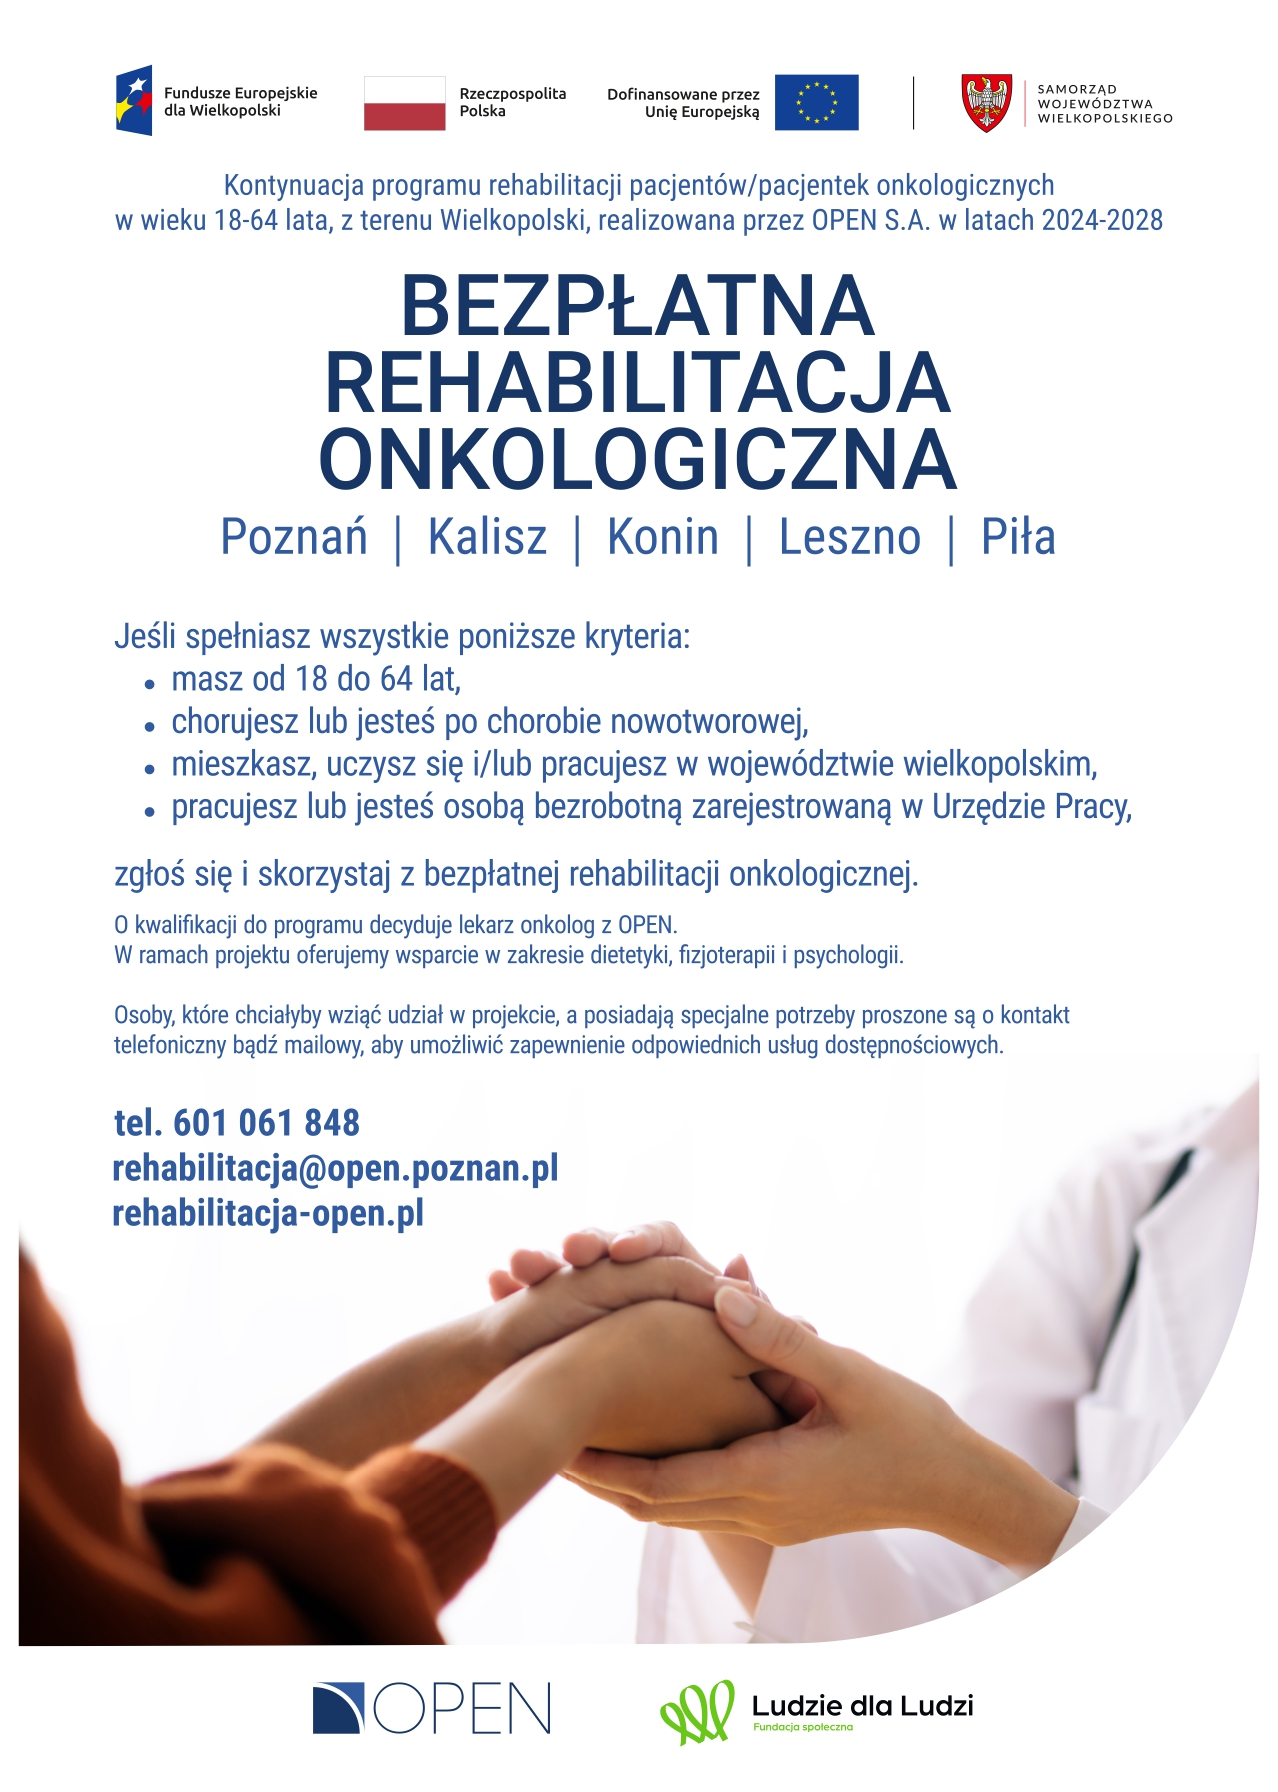 Fundusze Europejskie
dla Wielkopolski
Rzeczpospolita
Polska
Dofinansowane przez
Unię Europejską
SAMORZĄD
WOJEWÓDZTWA
WIELKOPOLSKIEGO
Kontynuacja programu rehabilitacji pacjentów/pacjentek onkologicznych
w wieku 18-64 lata, z terenu Wielkopolski, realizowana przez OPEN S.A. w latach 2024-2028
BEZPŁATNA
REHABILITACJA
ONKOLOGICZNA
Poznań | Kalisz | Konin | Leszno | Piła
Jeśli spełniasz wszystkie poniższe kryteria:
• masz od 18 do 64 lat,
• chorujesz lub jesteś po chorobie nowotworowej,
• mieszkasz, uczysz się i/lub pracujesz w województwie wielkopolskim,
• pracujesz lub jesteś osobą bezrobotną zarejestrowaną w Urzędzie Pracy,
zgłoś się i skorzystaj z bezpłatnej rehabilitacji onkologicznej.
O kwalifikacji do programu decyduje lekarz onkolog z OPEN.
W ramach projektu oferujemy wsparcie w zakresie dietetyki, fizjoterapii i psychologii.
Osoby, które chciałyby wziąć udział w projekcie, a posiadają specjalne potrzeby proszone są o kontakt
telefoniczny bądź mailowy, aby umożliwić zapewnienie odpowiednich usług dostępnościowych.
tel. 601 061 848
rehabilitacja@open.poznan.pl
rehabilitacja-open.pl
OPEN
Ludzie dla Ludzi
Fundacja społeczna